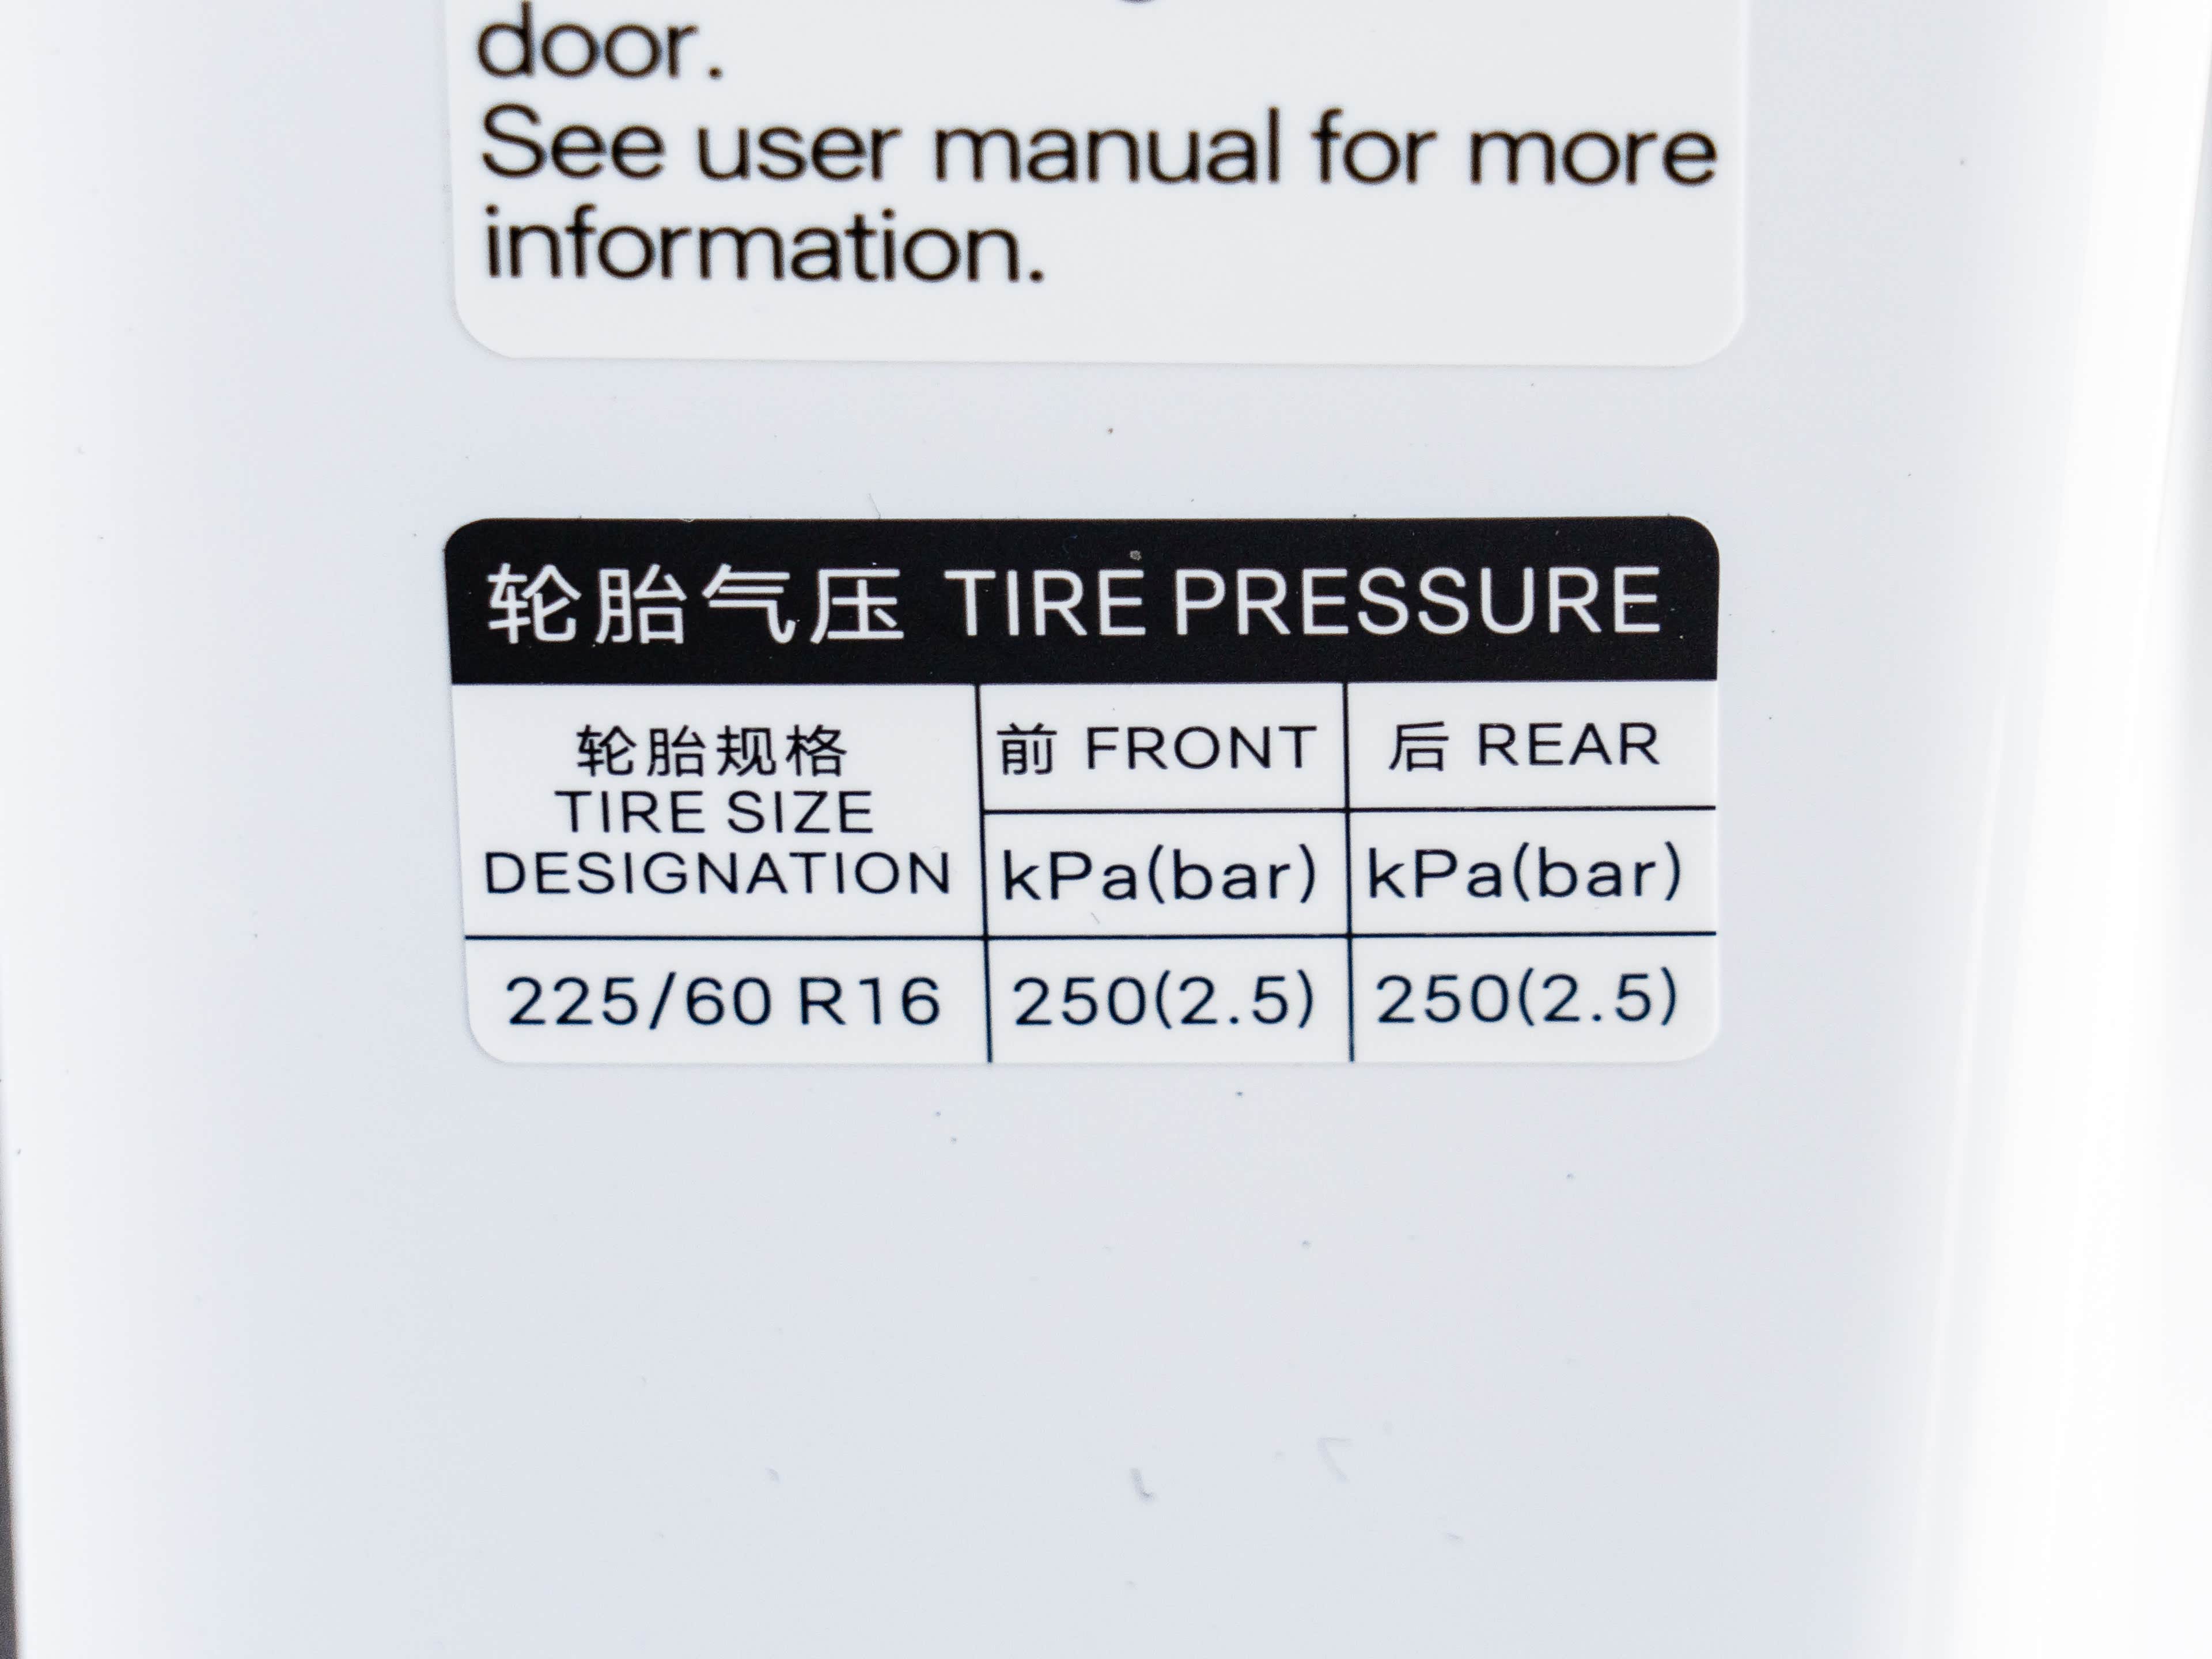 door.
See user manual for more
information.
轮胎气压 TIRE PRESSURE
轮胎规格
TIRE SIZE
DESIGNATION
前 FRONT
后 REAR
kPa(bar)
kPa(bar)
225/60 R16
250(2.5)
250(2.5)